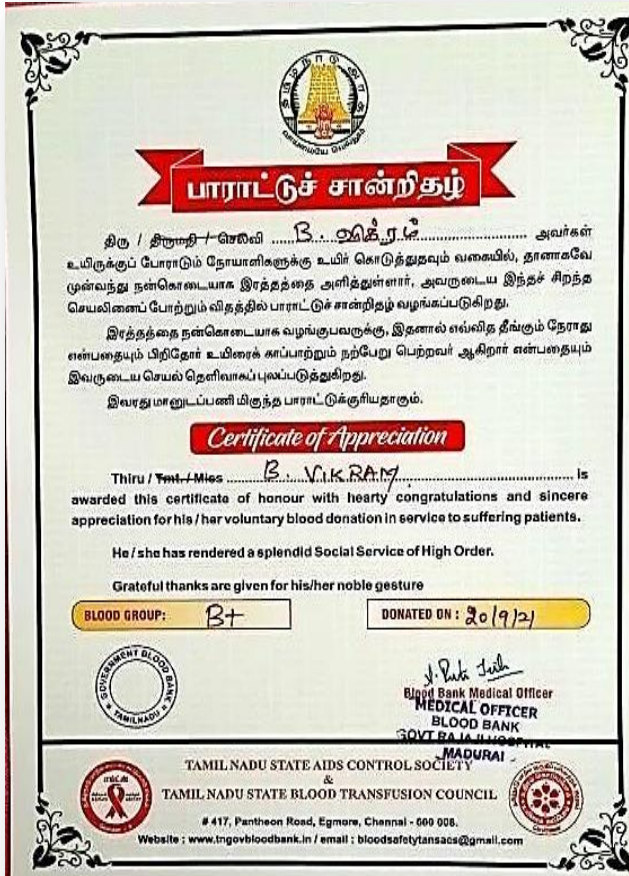 தமிழ்நாடு அரசு
வாய்மையே வெல்லும்
பாராட்டுச் சான்றிதழ்
திரு / திருமதி / செல்வி ..... B. விக்ரம் ..... அவர்கள்
உயிருக்குப் போராடும் நோயாளிகளுக்கு உயிர் கொடுத்துதவும் வகையில், தானாகவே
முன்வந்து நன்கொடையாக இரத்தத்தை அளித்துள்ளார், அவருடைய இந்தச் சிறந்த
செயலினைப் போற்றும் விதத்தில் பாராட்டுச் சான்றிதழ் வழங்கப்படுகிறது.
இரத்தத்தை நன்கொடையாக வழங்குபவருக்கு, இதனால் எவ்வித தீங்கும் நேராது
என்பதையும் பிறிதோர் உயிரைக் காப்பாற்றும் நற்பேறு பெற்றவர் ஆகிறார் என்பதையும்
இவருடைய செயல் தெளிவாகப் புலப்படுத்துகிறது.
இவரது மானுடப்பணி மிகுந்த பாராட்டுக்குரியதாகும்.
Certificate of Appreciation
Thiru / Tmt. / Miss ..... B. VIKRAM ..... is
awarded this certificate of honour with hearty congratulations and sincere
appreciation for his / her voluntary blood donation in service to suffering patients.
He / she has rendered a splendid Social Service of High Order.
Grateful thanks are given for his/her noble gesture
BLOOD GROUP: B+ DONATED ON : 20/9/21
GOVERNMENT BLOOD BANK
TAMILNADU
Blood Bank Medical Officer
MEDICAL OFFICER
BLOOD BANK
GOVT RAJAJI HOSPITAL
MADURAI
TAMIL NADU STATE AIDS CONTROL SOCIETY
&
TAMIL NADU STATE BLOOD TRANSFUSION COUNCIL
# 417, Pantheon Road, Egmore, Chennai - 600 008.
Website : www.tngovbloodbank.in / email : bloodsafetytansacs@gmail.com